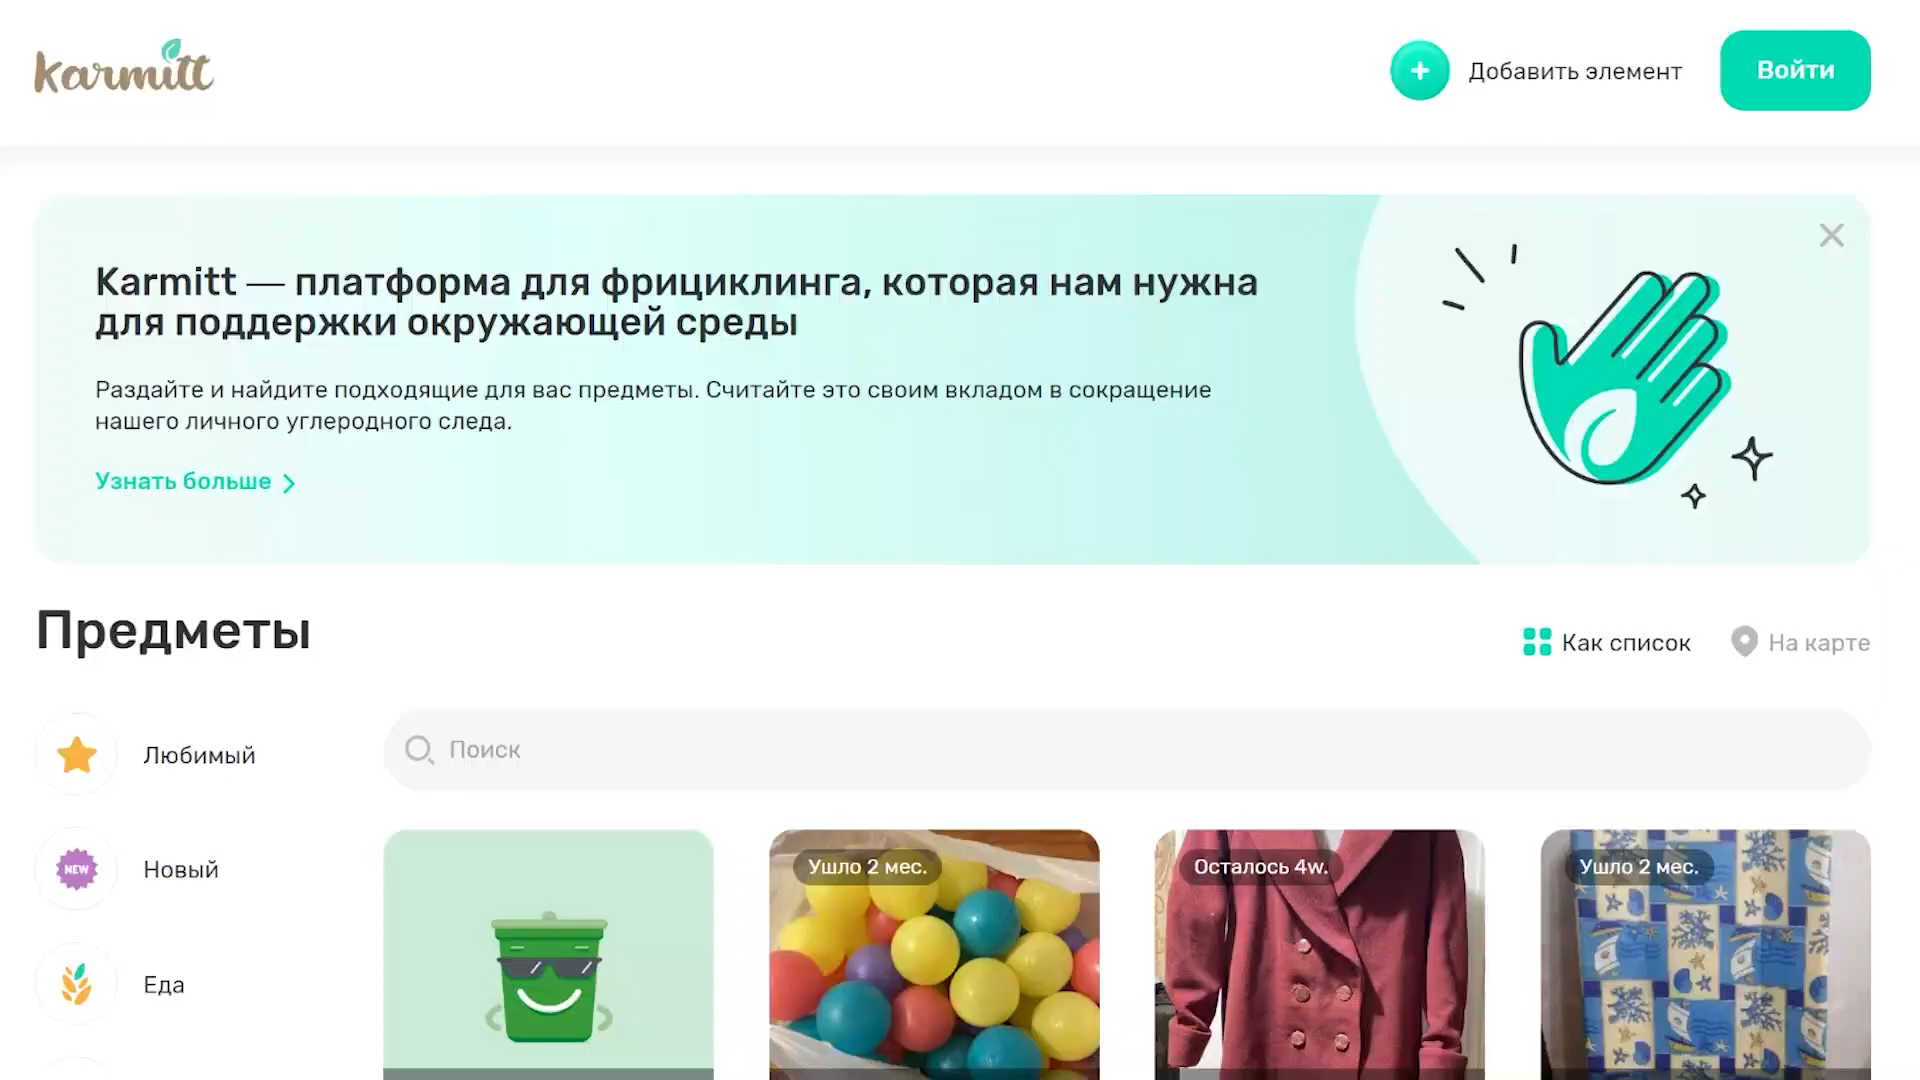 karmitt
Добавить элемент
Войти
Karmitt — платформа для фрициклинга, которая нам нужна
для поддержки окружающей среды
Раздайте и найдите подходящие для вас предметы. Считайте это своим вкладом в сокращение
нашего личного углеродного следа.
Узнать больше
Предметы
Как список
На карте
Любимый
Поиск
NEW
Новый
Еда
Ушло 2 мес.
Осталось 4w.
Ушло 2 мес.